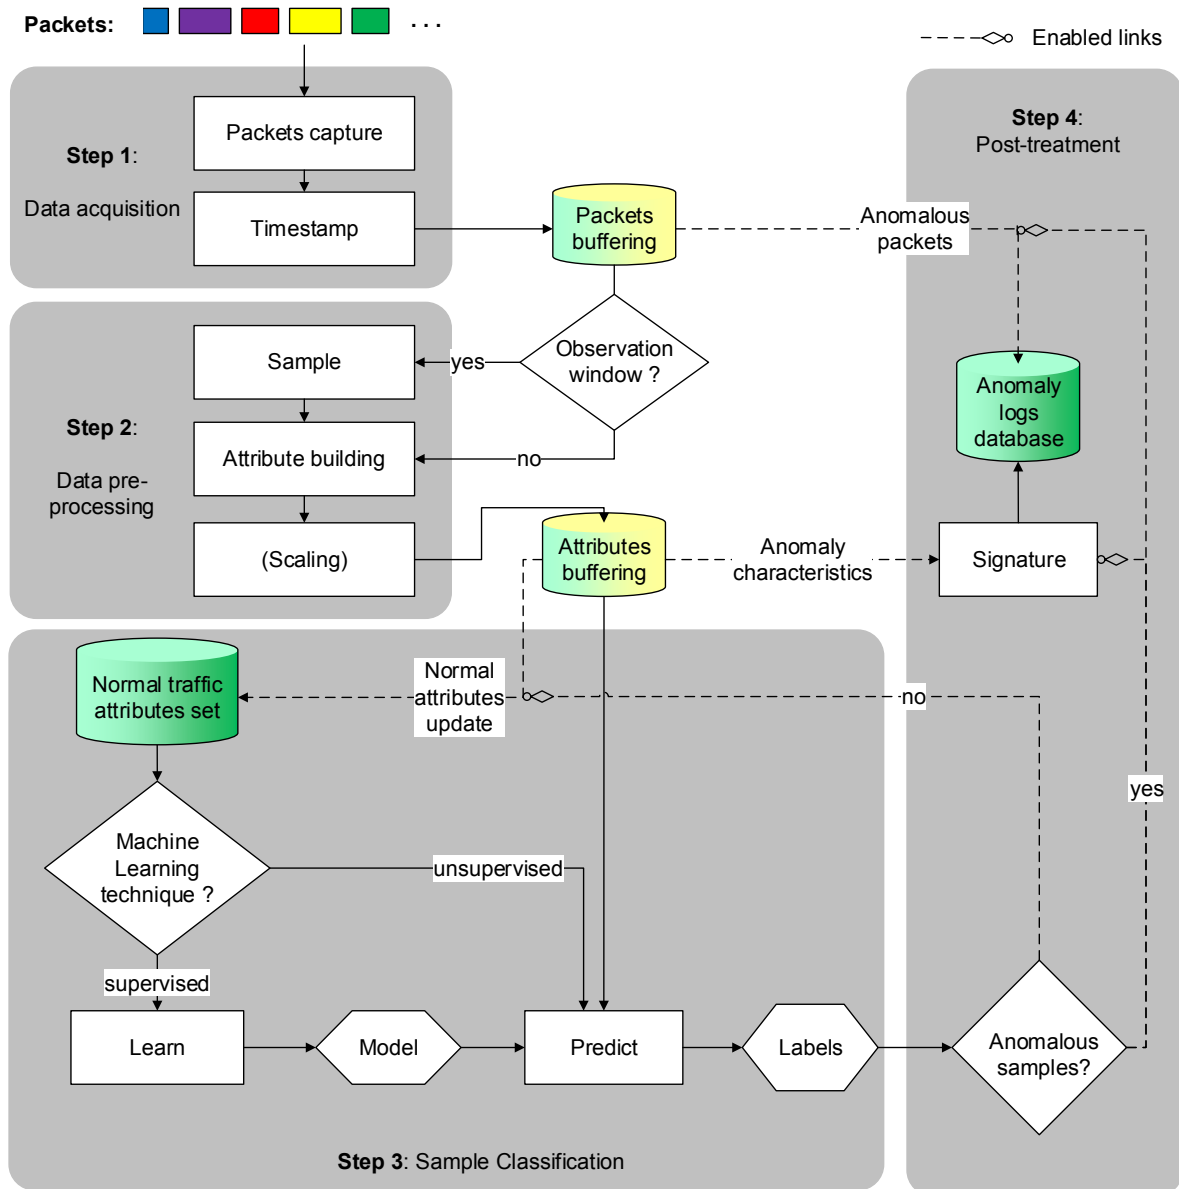 Packets:
. . .
Enabled links
Step 1:
Data acquisition
Packets capture
Timestamp
Packets
buffering
Anomalous
packets
Step 4:
Post-treatment
Step 2:
Data pre-
processing
Sample
yes
Observation
window ?
Attribute building
no
(Scaling)
Attributes
buffering
Anomaly
characteristics
Signature
Anomaly
logs
database
Normal traffic
attributes set
Normal
attributes
update
no
yes
Machine
Learning
technique ?
unsupervised
supervised
Learn
Model
Predict
Labels
Anomalous
samples?
Step 3: Sample Classification